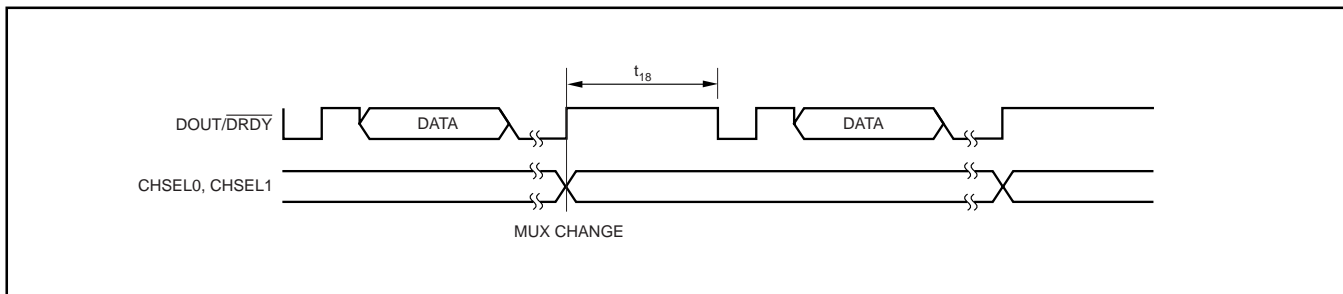 t18
DOUT/DRDY
DATA
DATA
CHSEL0, CHSEL1
MUX CHANGE